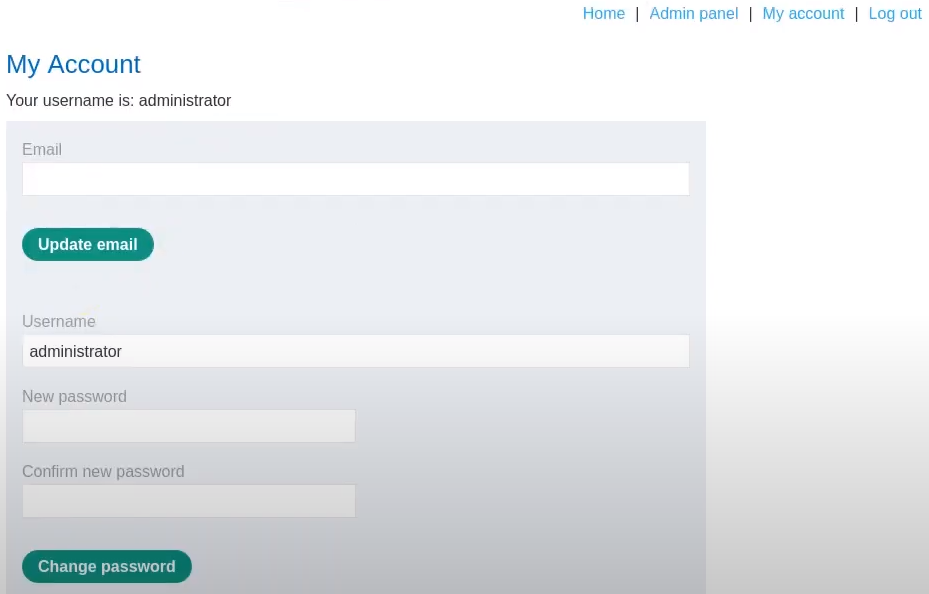 Home | Admin panel | My account | Log out
My Account
Your username is: administrator
Email
Update email
Username
administrator
New password
Confirm new password
Change password